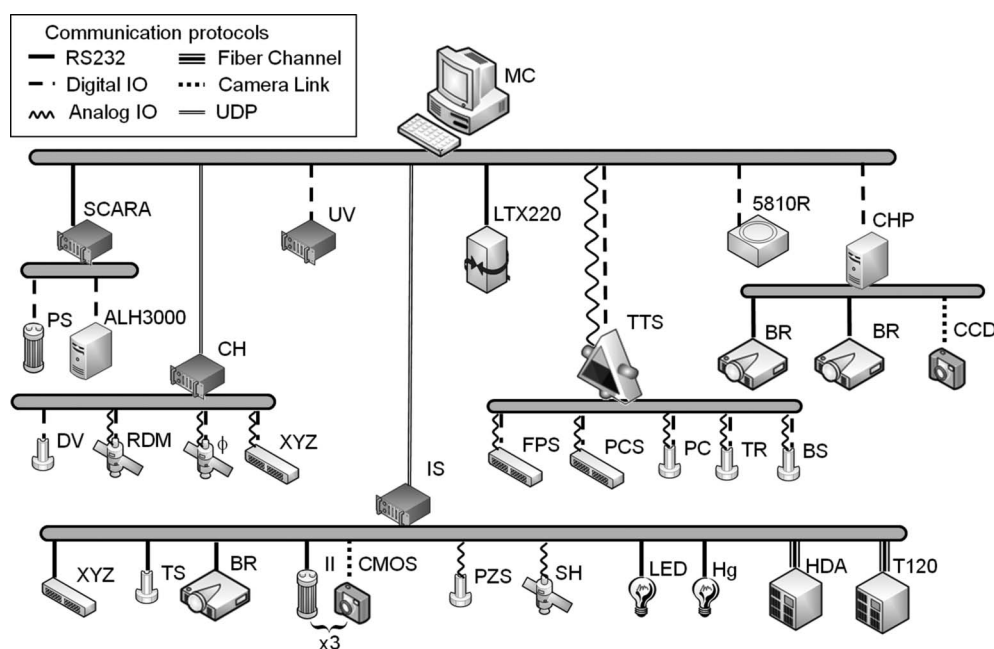 Communication protocols
RS232
Fiber Channel
Digital IO
Camera Link
Analog IO
UDP
MC
SCARA
UV
LTX220
5810R
CHP
PS
ALH3000
CH
TTS
BR
BR
CCD
DV
RDM
ϕ
XYZ
FPS
PCS
PC
TR
BS
IS
XYZ
TS
BR
II
CMOS
PZS
SH
LED
Hg
HDA
T120
x3